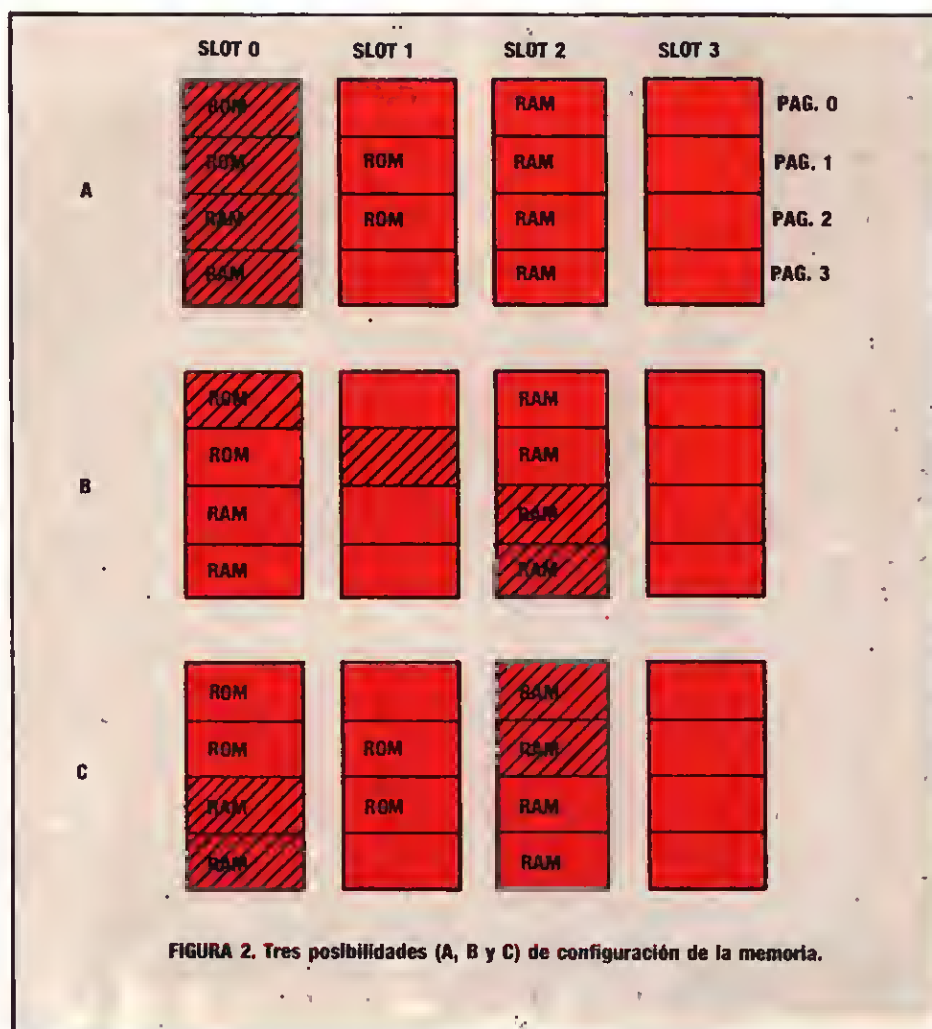 SLOT 0 SLOT 1 SLOT 2 SLOT 3
A
ROM RAM PAG. 0
ROM ROM RAM PAG. 1
RAM ROM RAM PAG. 2
RAM RAM PAG. 3
B
ROM RAM
ROM RAM
RAM RAM
RAM RAM
C
ROM RAM
ROM ROM RAM
RAM ROM RAM
RAM RAM
FIGURA 2. Tres posibilidades (A, B y C) de configuración de la memoria.